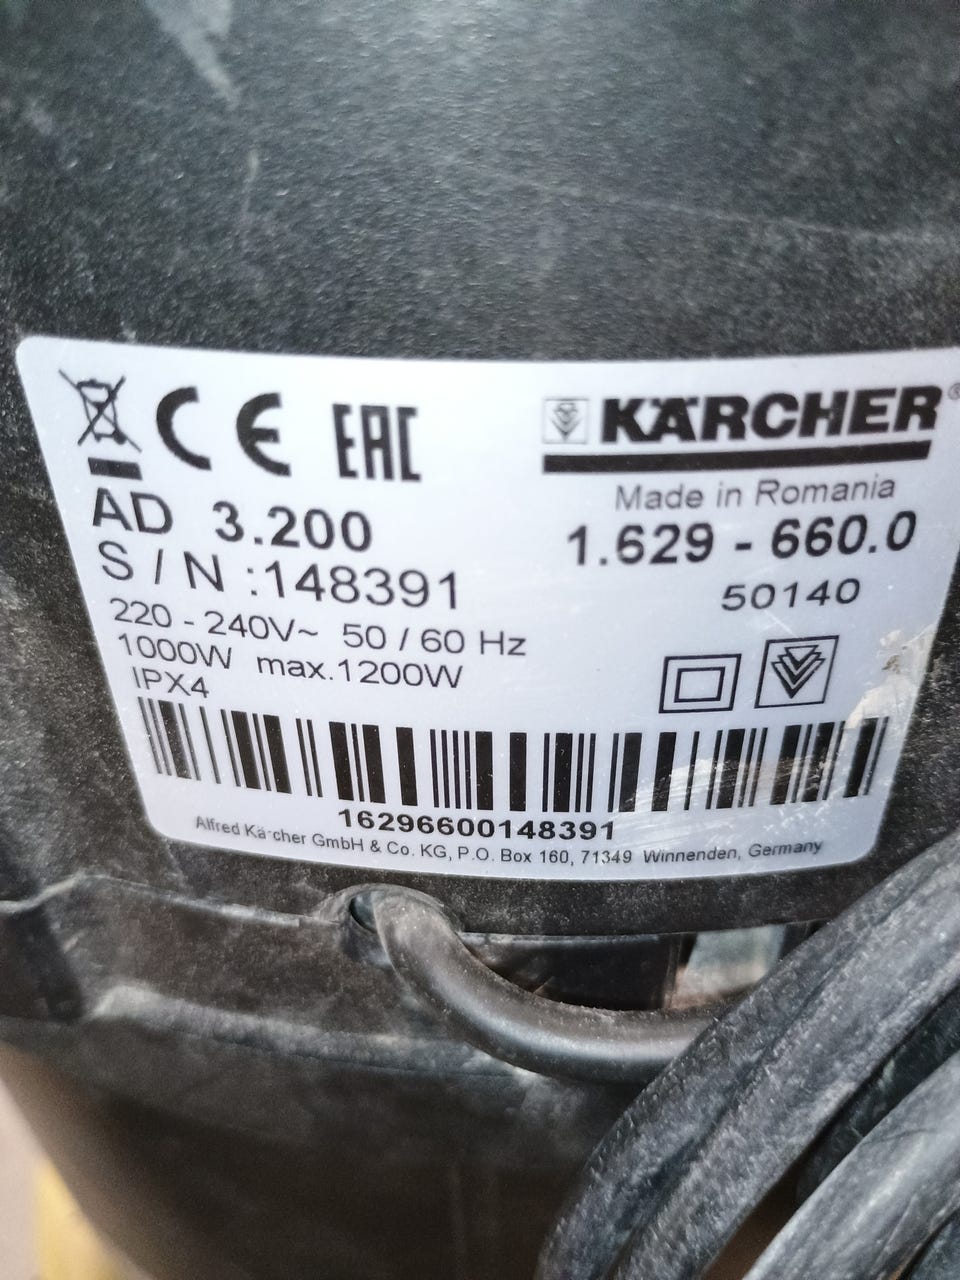 CE EAC
KÄRCHER®
Made in Romania
AD 3.200
1.629 - 660.0
S / N :148391
50140
220 - 240V~ 50 / 60 Hz
1000W max.1200W
IPX4
16296600148391
Alfred Kärcher GmbH & Co. KG, P.O. Box 160, 71349 Winnenden, Germany